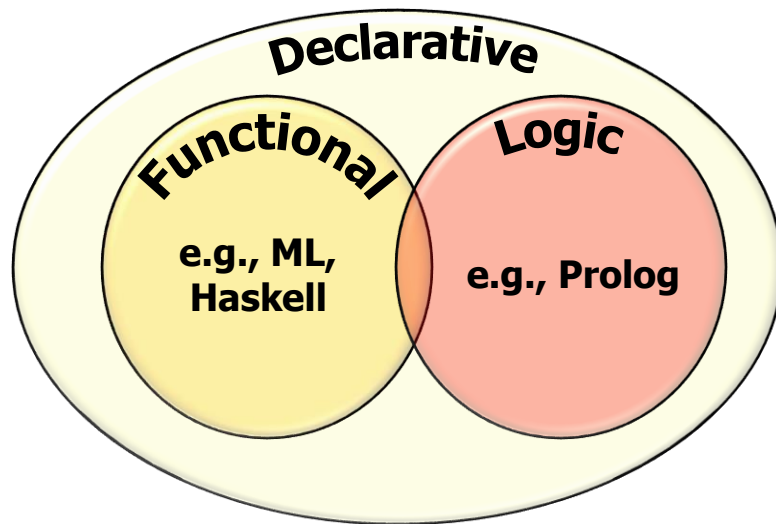 Declarative
Functional
Logic
e.g., ML,
Haskell
e.g., Prolog